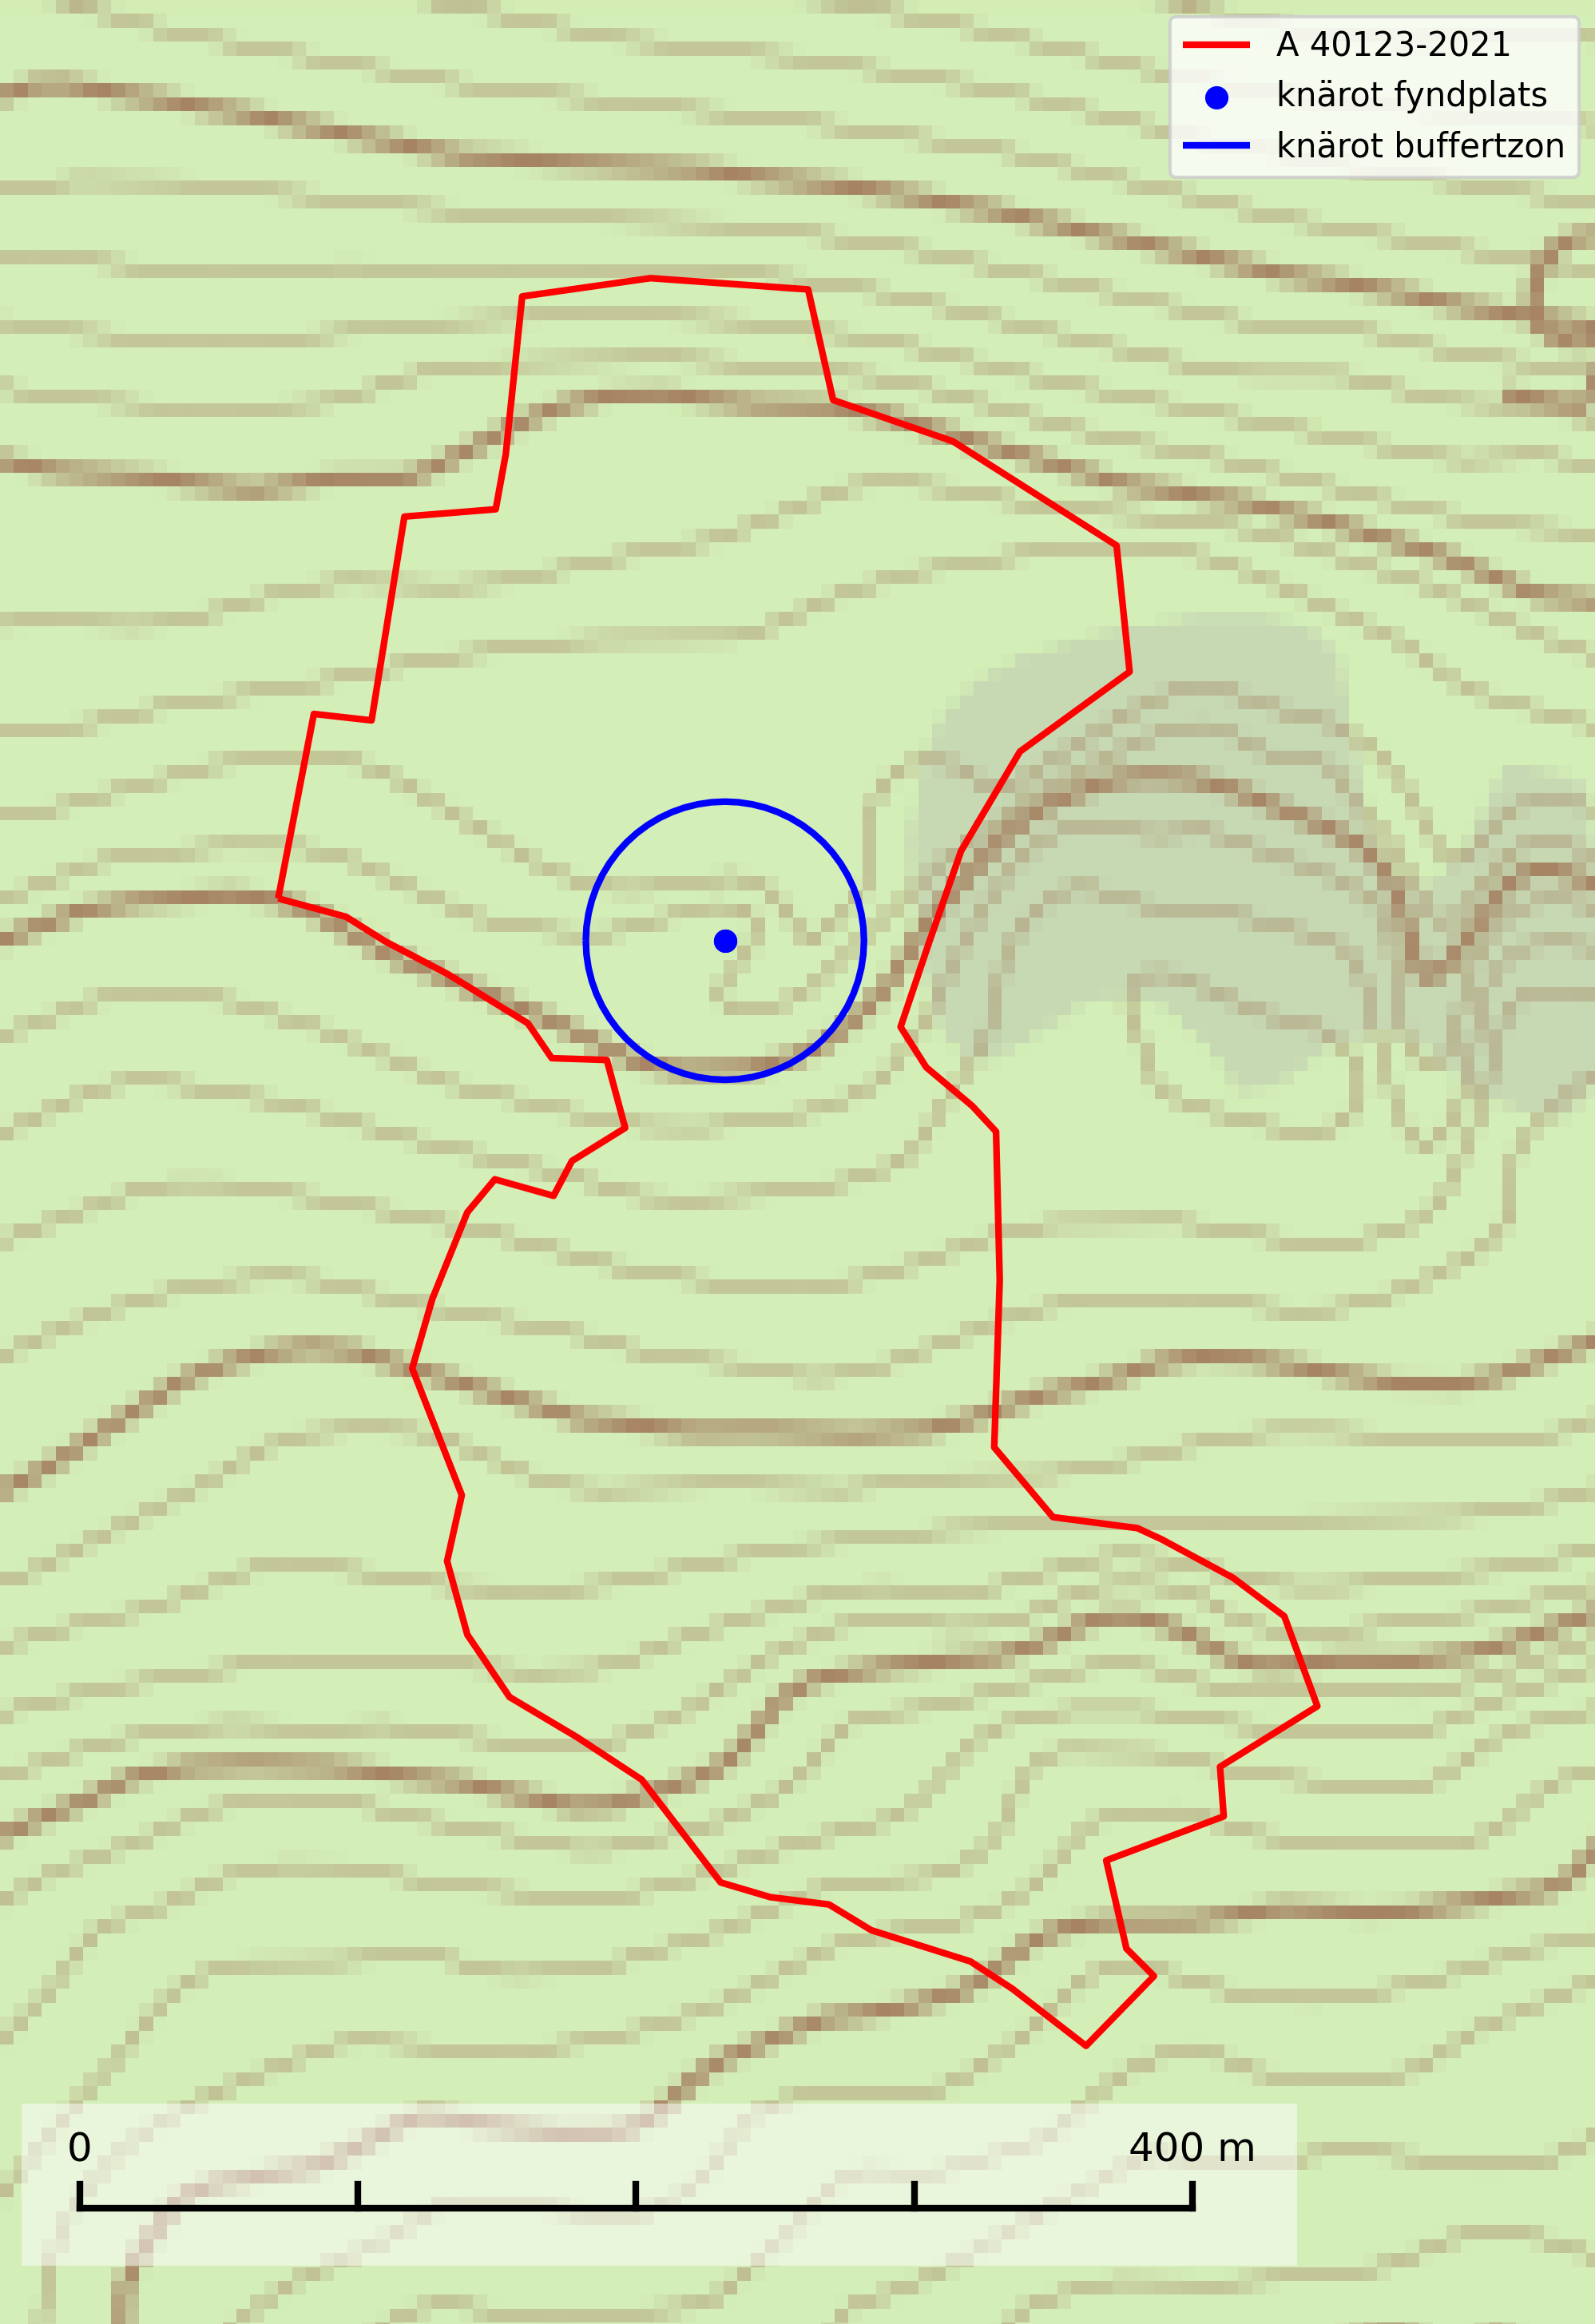 A 40123-2021
knärot fyndplats
knärot buffertzon
0 400 m